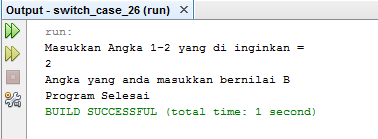 Output - switch_case_26 (run)
run:
Masukkan Angka 1-2 yang di inginkan =
2
Angka yang anda masukkan bernilai B
Program Selesai
BUILD SUCCESSFUL (total time: 1 second)